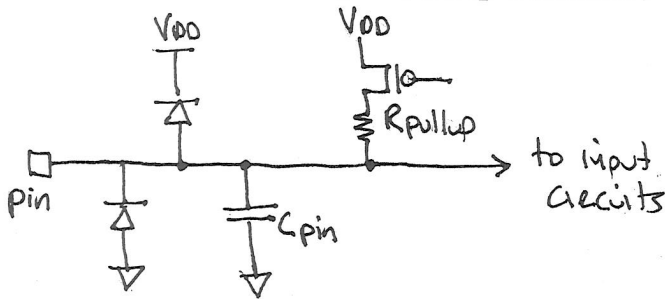 VDD
VDD
Rpullup
pin
Cpin
to input
circuits